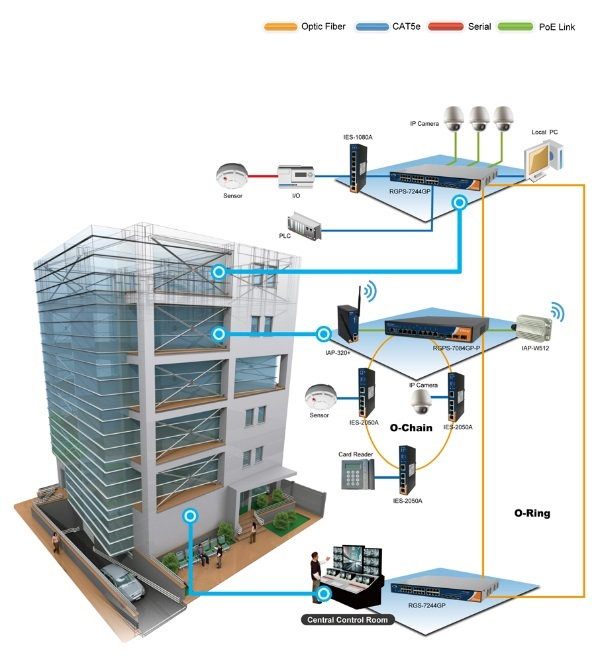 Optic Fiber CAT5e Serial PoE Link
IP Camera
IES-1080A
Local PC
Sensor
I/O
RGPS-7244GP
PLC
IAP-320+
RGPS-7084GP-P
IAP-W512
IP Camera
Sensor
IES-2050A
O-Chain
IES-2050A
Card Reader
IES-2050A
O-Ring
RGS-7244GP
Central Control Room